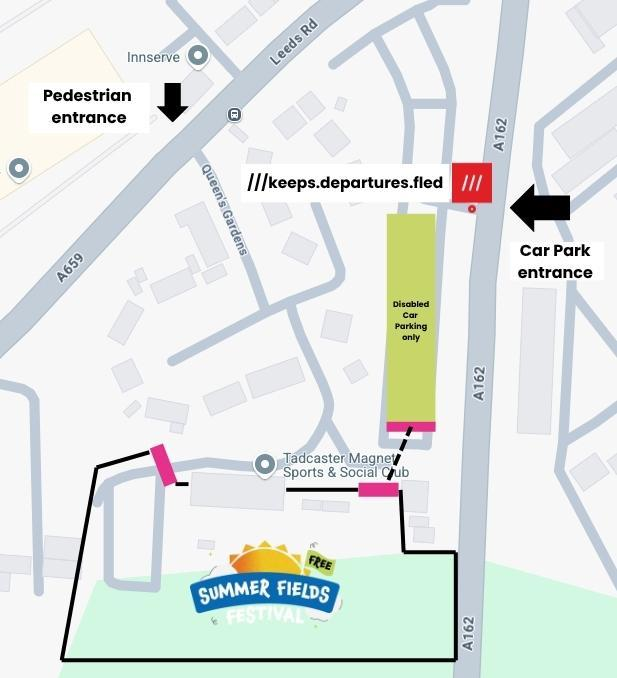 Leeds Rd
Innserve
Pedestrian
entrance
A162
Queen's Gardens
///keeps.departures.fled
///
Car Park
entrance
A659
Disabled
Car
Parking
only
A162
Tadcaster Magnet
Sports & Social Club
FREE
SUMMER FIELDS
FESTIVAL
A162